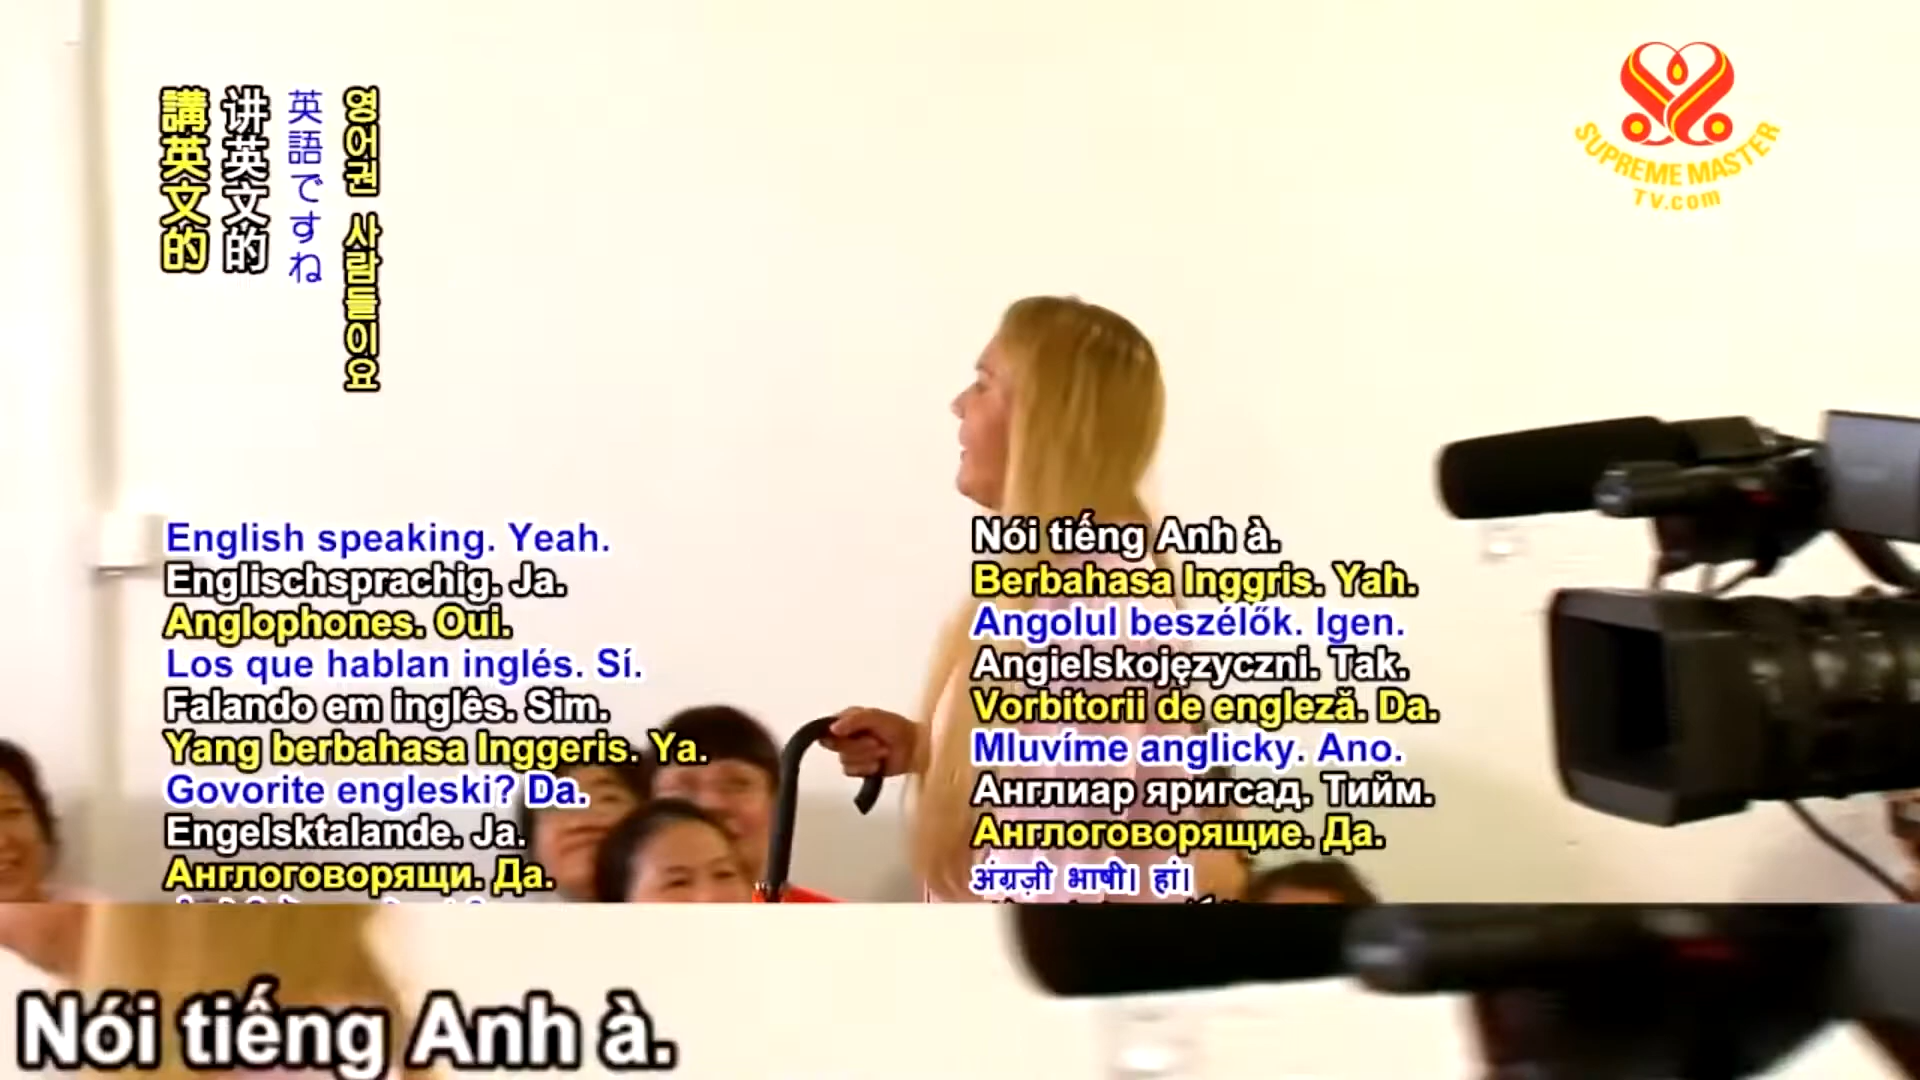 講英文的
讲英文的
英語ですね
영어권 사람들이요
SUPREME MASTER
TV.com
English speaking. Yeah.
Englischsprachig. Ja.
Anglophones. Oui.
Los que hablan inglés. Sí.
Falando em inglês. Sim.
Yang berbahasa Inggeris. Ya.
Govorite engleski? Da.
Engelsktalande. Ja.
Англоговорящи. Да.
Nói tiếng Anh à.
Berbahasa Inggris. Yah.
Angolul beszélők. Igen.
Angielskojęzyczni. Tak.
Vorbitorii de engleză. Da.
Mluvíme anglicky. Ano.
Англиар яригсад. Тийм.
Англоговорящие. Да.
अंग्रज़ी भाषी। हां।
Nói tiếng Anh à.